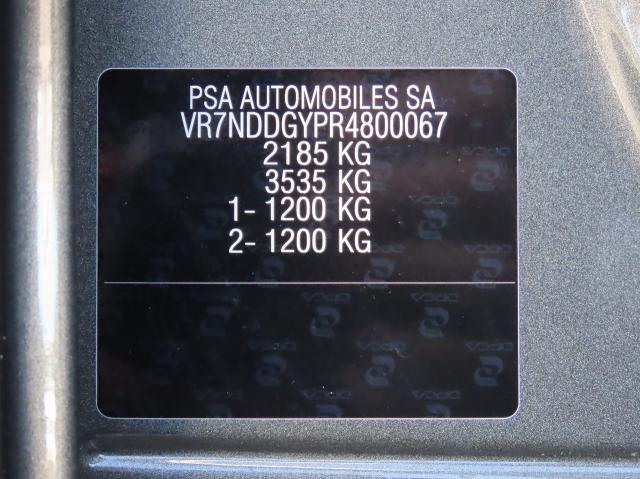 PSA AUTOMOBILES SA
VR7NDDGYPR4800067
2185 KG
3535 KG
1- 1200 KG
2- 1200 KG